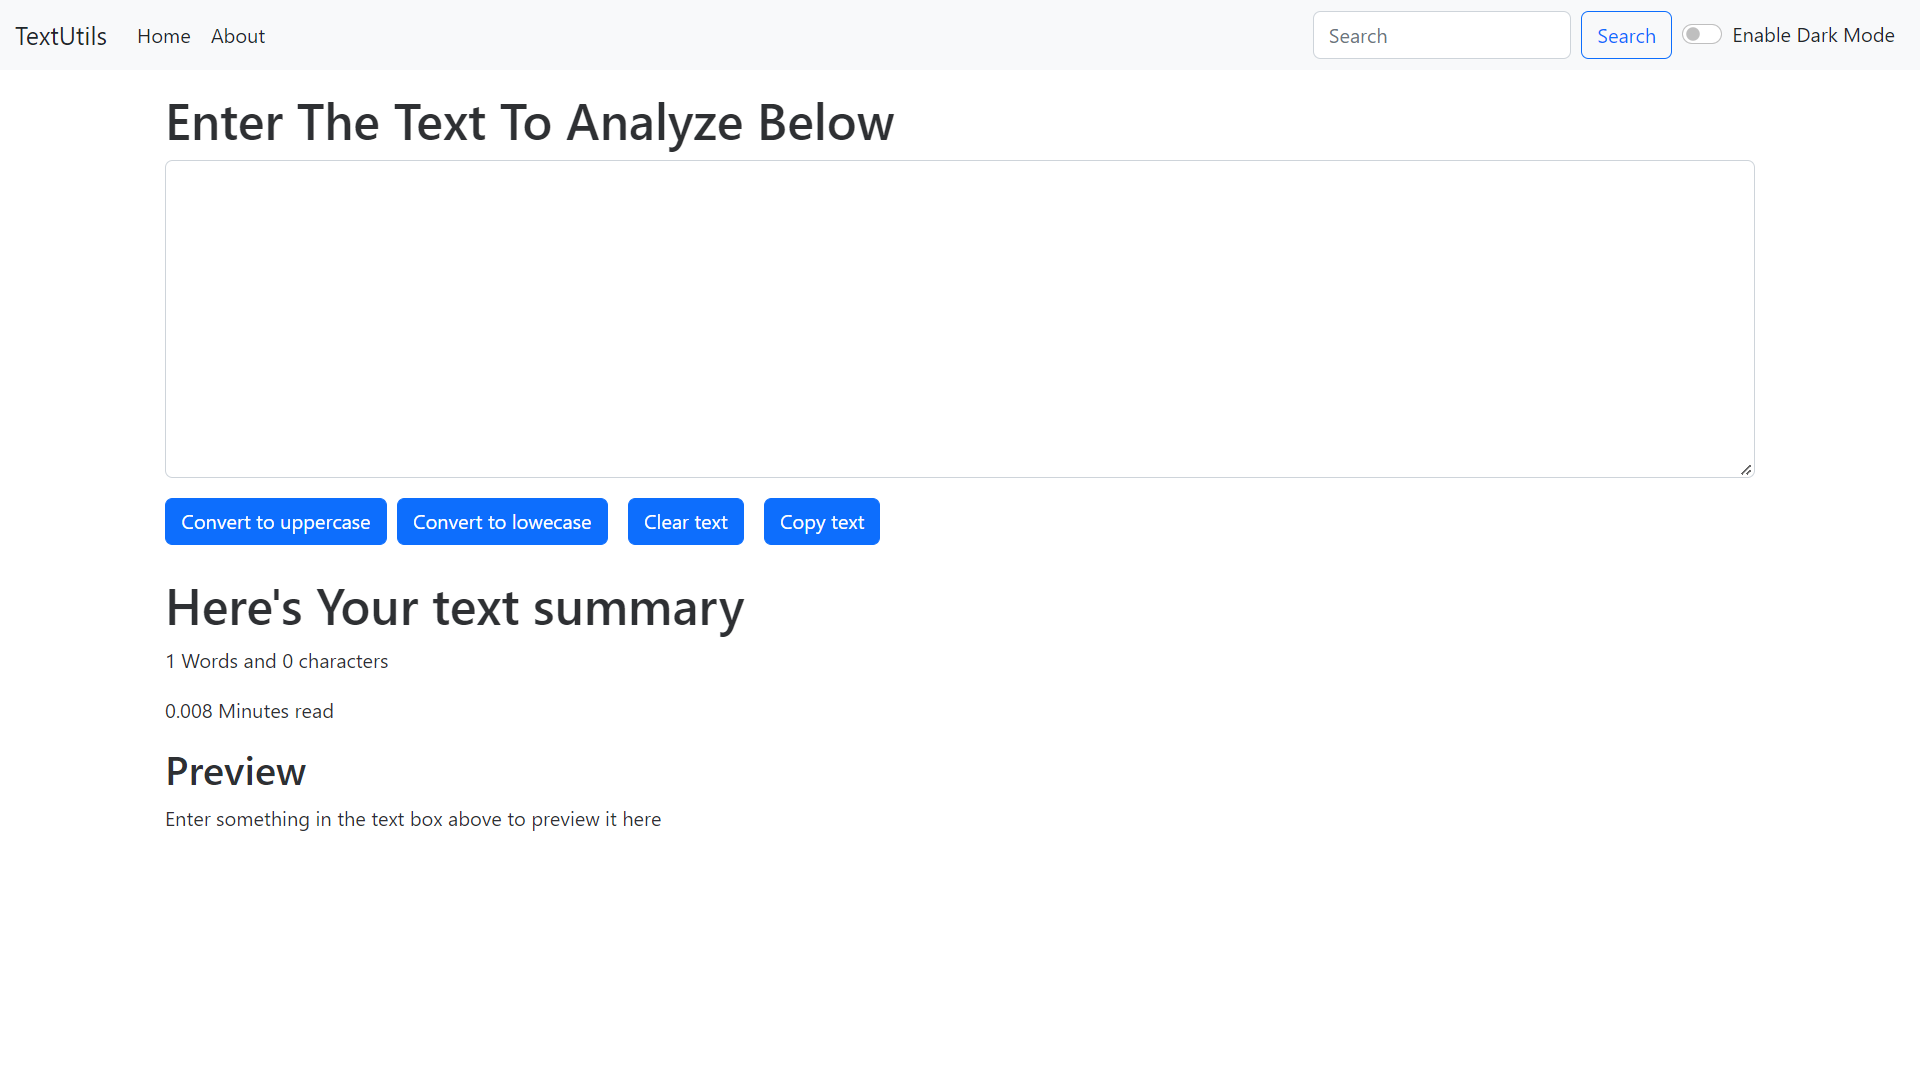 TextUtils Home About Search Search Enable Dark Mode
Enter The Text To Analyze Below
Convert to uppercase Convert to lowecase Clear text Copy text
Here's Your text summary
1 Words and 0 characters
0.008 Minutes read
Preview
Enter something in the text box above to preview it here